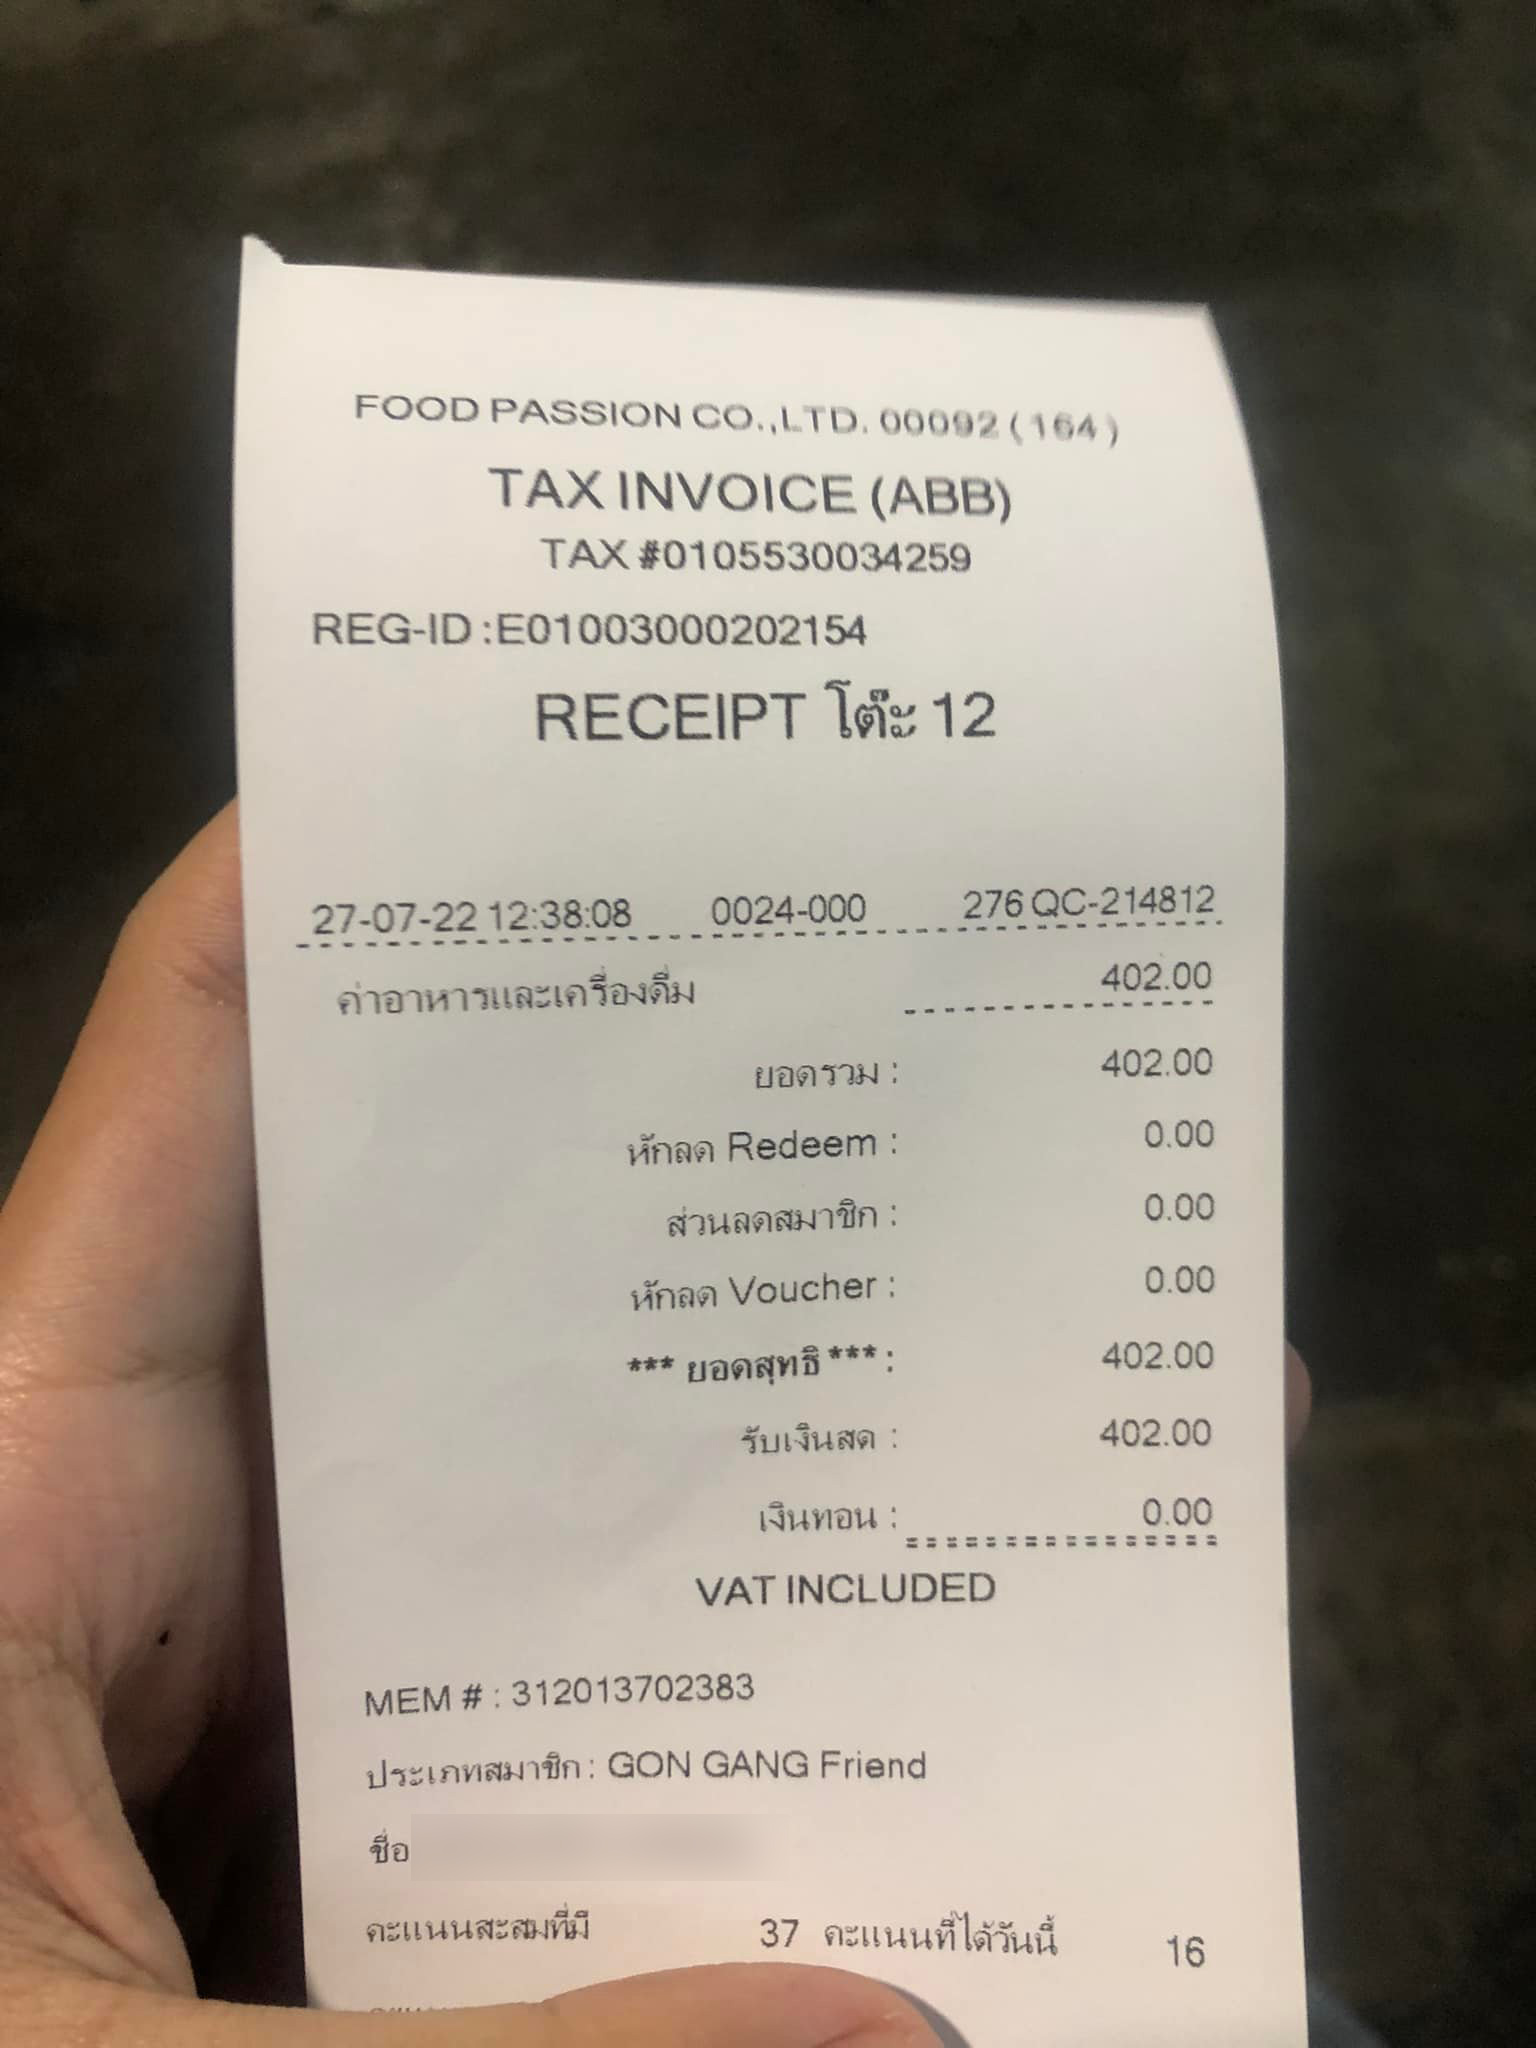 FOOD PASSION CO.,LTD. 00092 (164)
TAX INVOICE (ABB)
TAX #0105530034259
REG-ID :E01003000202154
RECEIPT โต๊ะ 12
27-07-22 12:38:08 0024-000 276 QC-214812
ค่าอาหารและเครื่องดื่ม 402.00
ยอดรวม : 402.00
หักลด Redeem : 0.00
ส่วนลดสมาชิก : 0.00
หักลด Voucher : 0.00
*** ยอดสุทธิ *** : 402.00
รับเงินสด : 402.00
เงินทอน : 0.00
VAT INCLUDED
MEM # : 312013702383
ประเภทสมาชิก : GON GANG Friend
ชื่อ
คะแนนสะสมที่มี 37 คะแนนที่ได้วันนี้ 16